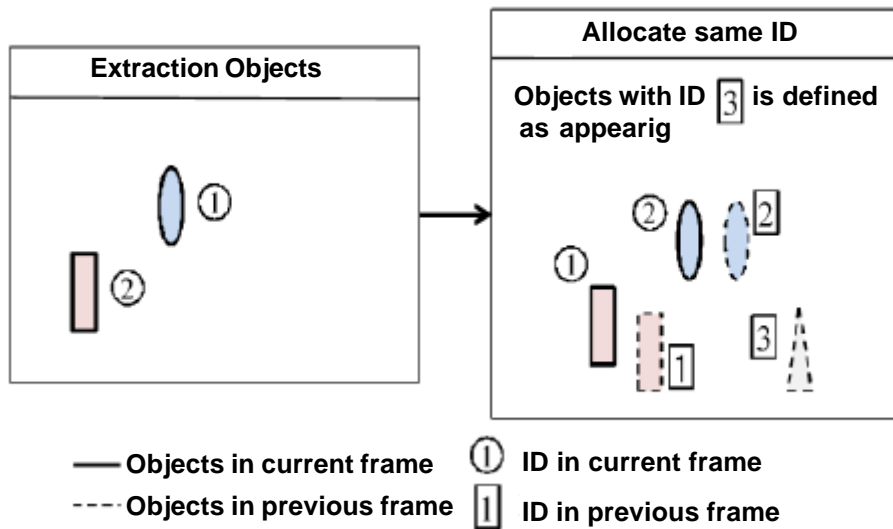 Extraction Objects
①
②
Allocate same ID
Objects with ID 3 is defined
as appearig
② 2
①
3
1
Objects in current frame ① ID in current frame
Objects in previous frame 1 ID in previous frame